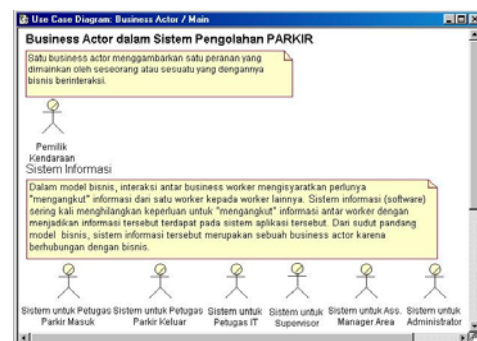 Use Case Diagram: Business Actor / Main
Business Actor dalam Sistem Pengolahan PARKIR
Satu business actor menggambarkan satu peranan yang
dimainkan oleh seseorang atau sesuatu yang dengannya
bisnis berinteraksi.
Pemilik
Kendaraan
Sistem Informasi
Dalam model bisnis, interaksi antar business worker mengisyaratkan perlunya
"mengangkut" informasi dari satu worker kepada worker lainnya. Sistem informasi (software)
sering kali menghilangkan keperluan untuk "mengangkut" informasi antar worker dengan
menjadikan informasi tersebut terdapat pada sistem aplikasi tersebut. Dari sudut pandang
model bisnis, sistem informasi tersebut merupakan sebuah business actor karena
berhubungan dengan bisnis.
Sistem untuk Petugas Sistem untuk Petugas Sistem untuk Sistem untuk Sistem untuk Ass. Sistem untuk
Parkir Masuk Parkir Keluar Petugas IT Supervisor Manager Area Administrator